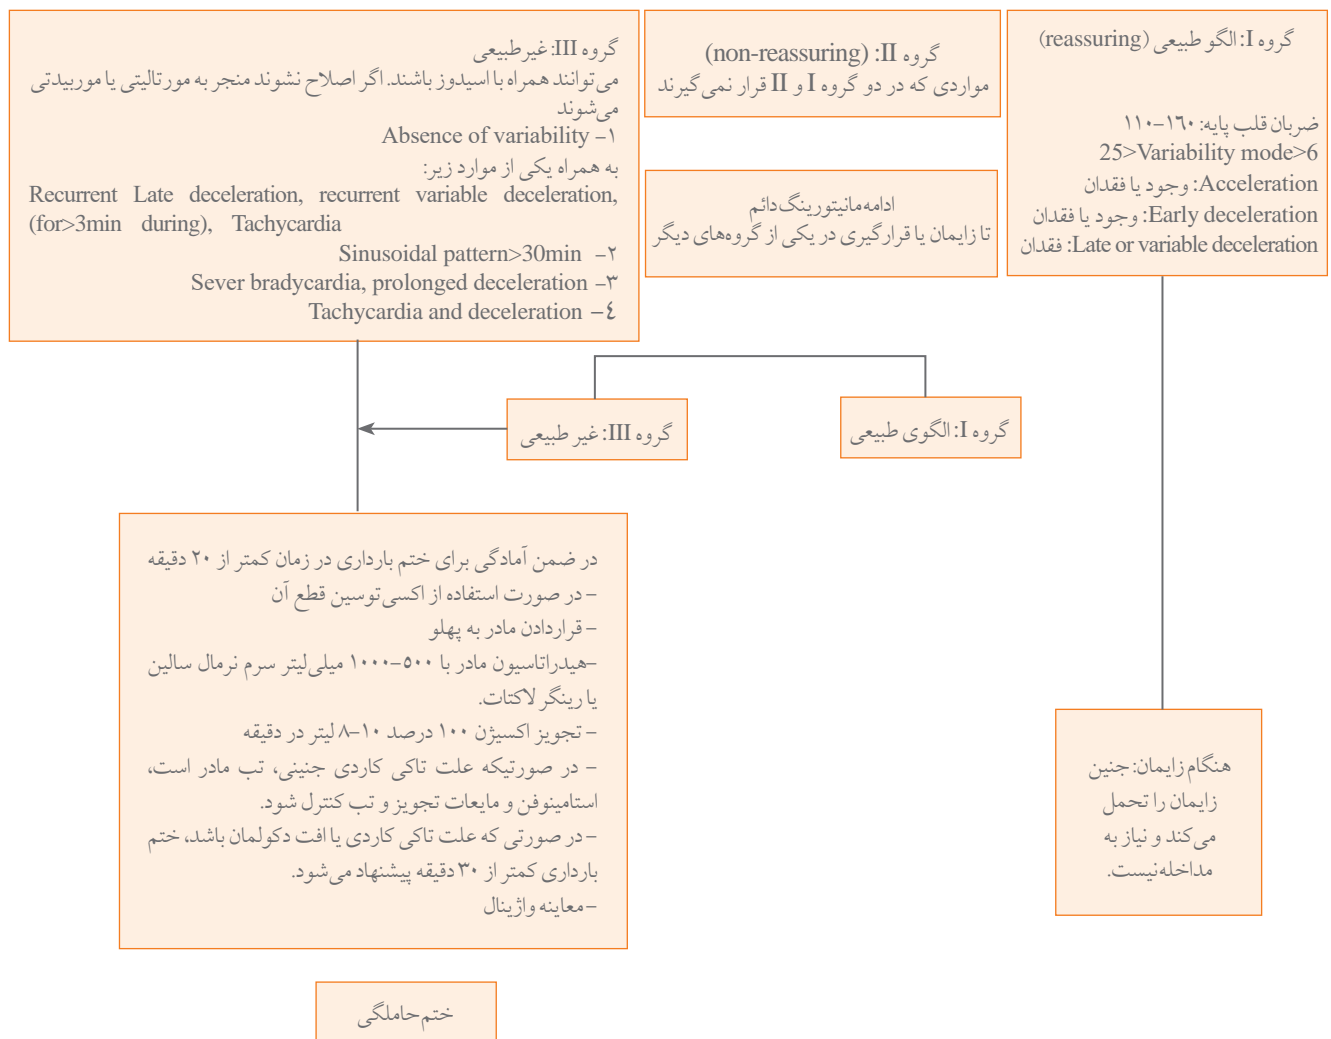 گروه I: الگو طبیعی (reassuring)
ضربان قلب پایه: ۱۶۰-۱۱۰
25>Variability mode>6
Acceleration: وجود یا فقدان
Early deceleration: وجود یا فقدان
Late or variable deceleration: فقدان
گروه II: (non-reassuring)
مواردی که در دو گروه I و II قرار نمی‌گیرند
ادامه مانیتورینگ دائم
تا زایمان یا قرارگیری در یکی از گروه‌های دیگر
گروه III: غیرطبیعی
می‌توانند همراه با اسیدوز باشند. اگر اصلاح نشوند منجر به مورتالیتی یا موربیدتی
می‌شوند
۱- Absence of variability
به همراه یکی از موارد زیر:
Recurrent Late deceleration, recurrent variable deceleration,
(for>3min during), Tachycardia
۲- Sinusoidal pattern>30min
۳- Sever bradycardia, prolonged deceleration
۴- Tachycardia and deceleration
گروه I: الگوی طبیعی
گروه III: غیر طبیعی
در ضمن آمادگی برای ختم بارداری در زمان کمتر از ۲۰ دقیقه
- در صورت استفاده از اکسی‌توسین قطع آن
- قراردادن مادر به پهلو
-هیدراتاسیون مادر با ۵۰۰-۱۰۰۰ میلی‌لیتر سرم نرمال سالین
یا رینگر لاکتات.
- تجویز اکسیژن ۱۰۰ درصد ۱۰-۸ لیتر در دقیقه
- در صورتیکه علت تاکی کاردی جنینی، تب مادر است،
استامینوفن و مایعات تجویز و تب کنترل شود.
- در صورتی که علت تاکی کاردی یا افت دکولمان باشد، ختم
بارداری کمتر از ۳۰ دقیقه پیشنهاد می‌شود.
- معاینه واژینال
هنگام زایمان: جنین
زایمان را تحمل
می‌کند و نیاز به
مداخله نیست.
ختم حاملگی